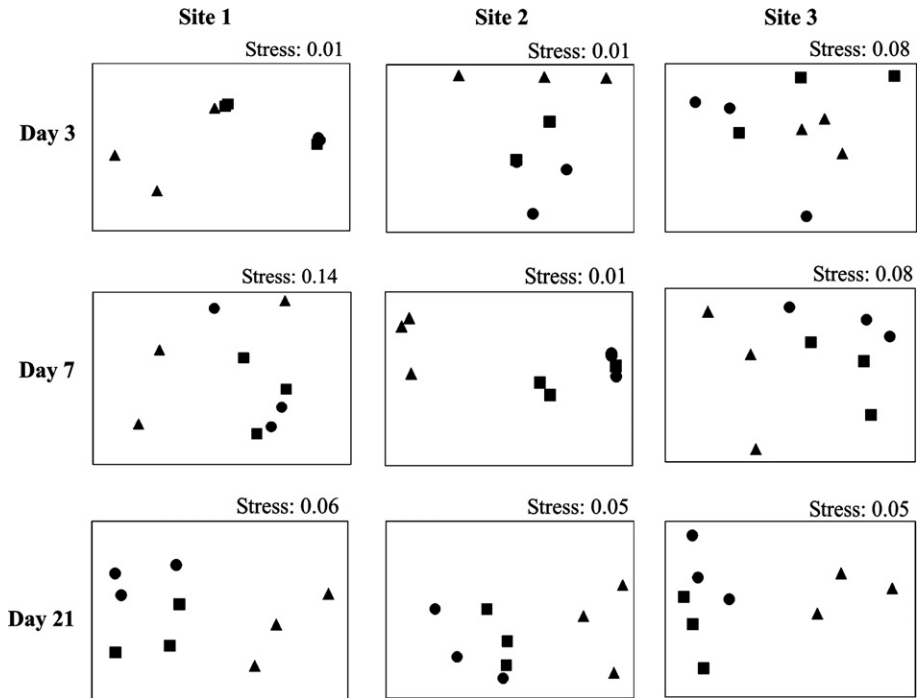 Site 1 Site 2 Site 3
Stress: 0.01 Stress: 0.01 Stress: 0.08
Day 3
Stress: 0.14 Stress: 0.01 Stress: 0.08
Day 7
Stress: 0.06 Stress: 0.05 Stress: 0.05
Day 21